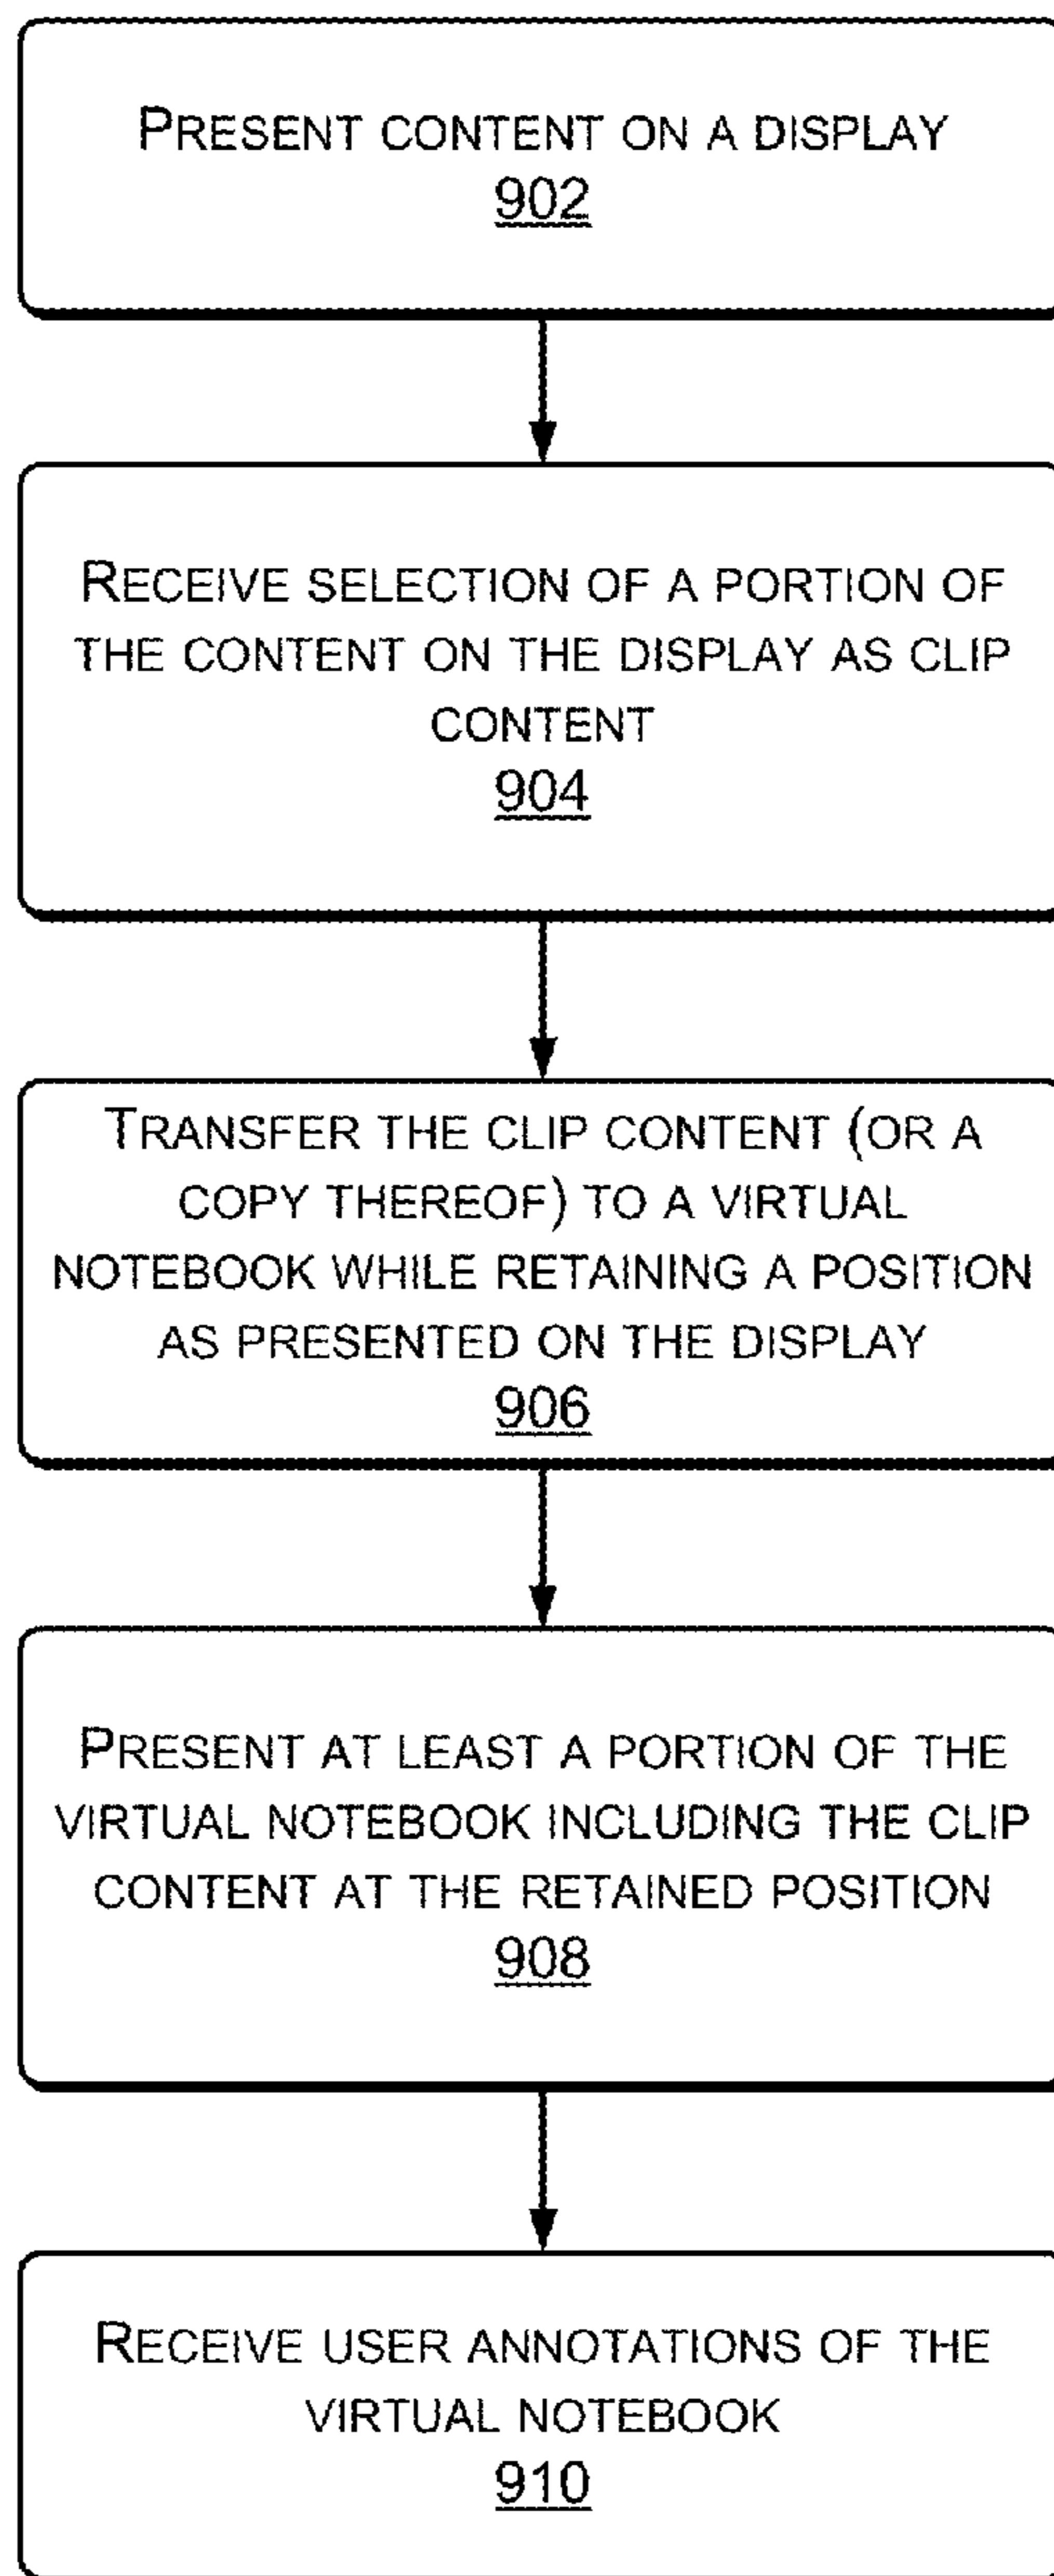 PRESENT CONTENT ON A DISPLAY
902
RECEIVE SELECTION OF A PORTION OF
THE CONTENT ON THE DISPLAY AS CLIP
CONTENT
904
TRANSFER THE CLIP CONTENT (OR A
COPY THEREOF) TO A VIRTUAL
NOTEBOOK WHILE RETAINING A POSITION
AS PRESENTED ON THE DISPLAY
906
PRESENT AT LEAST A PORTION OF THE
VIRTUAL NOTEBOOK INCLUDING THE CLIP
CONTENT AT THE RETAINED POSITION
908
RECEIVE USER ANNOTATIONS OF THE
VIRTUAL NOTEBOOK
910